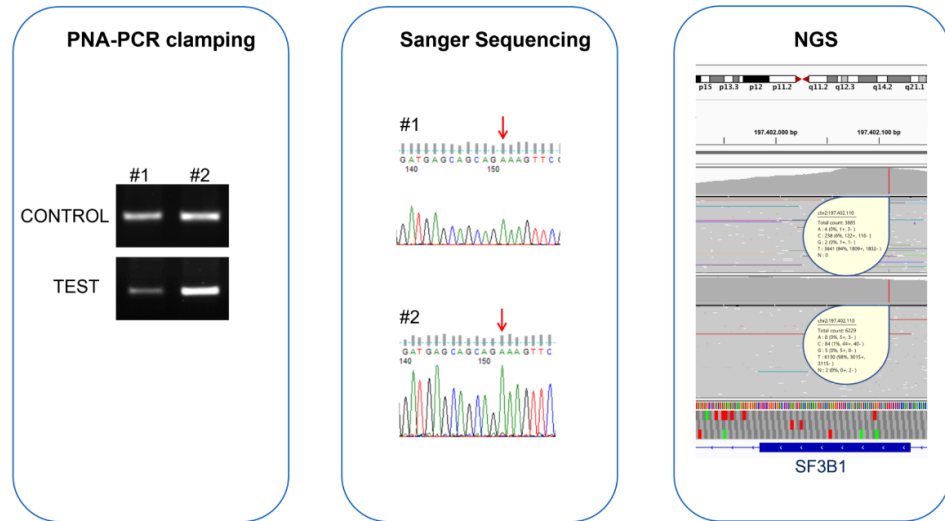 PNA-PCR clamping
#1 #2
CONTROL
TEST
Sanger Sequencing
#1
GATGAGCAGCAGAAAGTTC
140 150
#2
GATGAGCAGCAGAAAGTTC
140 150
NGS
p15 p13.3 p12 p11.2 q11.2 q12.3 q14.2 q21.1
197.402.000 bp 197.402.100 bp
chr2:197.402.110
Total count: 3885
A : 4 (0%, 1+, 3- )
C : 238 (6%, 122+, 116- )
G : 2 (0%, 1+, 1- )
T : 3641 (94%, 1809+, 1832- )
N : 0
chr2:197.402.110
Total count: 6229
A : 8 (0%, 5+, 3- )
C : 84 (1%, 44+, 40- )
G : 5 (0%, 5+, 0- )
T : 6130 (98%, 3015+,
3115- )
N : 2 (0%, 0+, 2- )
SF3B1